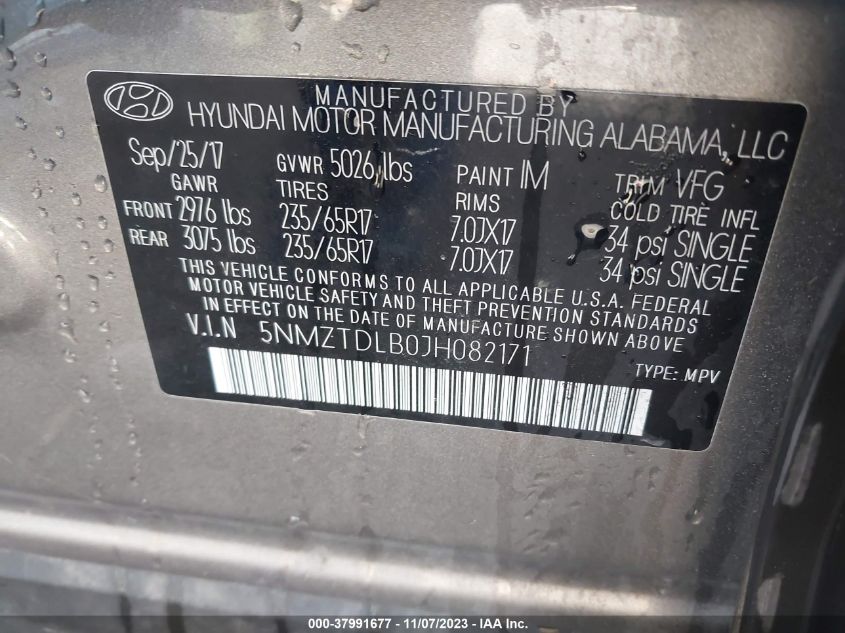 MANUFACTURED BY
HYUNDAI MOTOR MANUFACTURING ALABAMA, LLC
Sep/25/17 GVWR 5026 lbs PAINT IM TRIM VFG
GAWR TIRES RIMS COLD TIRE INFL
FRONT 2976 lbs 235/65R17 7.0JX17 34 psi SINGLE
REAR 3075 lbs 235/65R17 7.0JX17 34 psi SINGLE
THIS VEHICLE CONFORMS TO ALL APPLICABLE U.S.A. FEDERAL
MOTOR VEHICLE SAFETY AND THEFT PREVENTION STANDARDS
IN EFFECT ON THE DATE OF MANUFACTURE SHOWN ABOVE.
V.I.N 5NMZTDLB0JH082171
TYPE: MPV
000-37991677 - 11/07/2023 - IAA Inc.